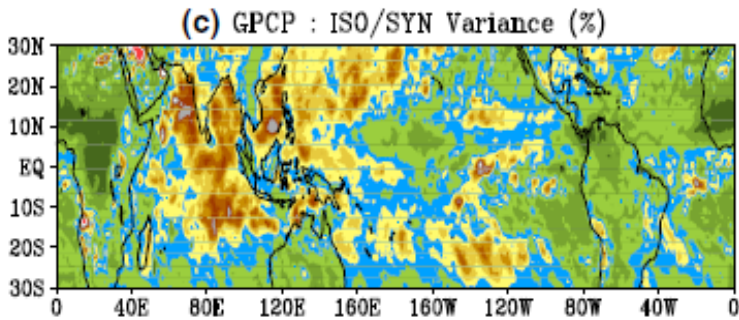 (c) GPCP : ISO/SYN Variance (%)
30N
20N
10N
EQ
10S
20S
30S
0 40E 80E 120E 160E 160W 120W 80W 40W 0